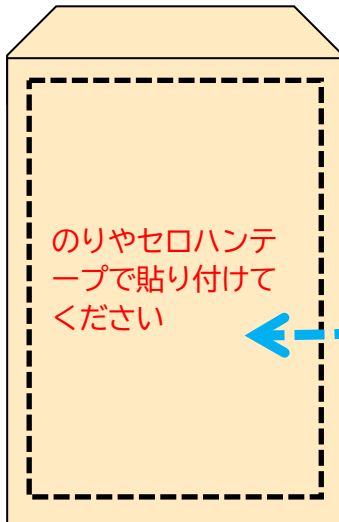 のりやセロハンテ
ープで貼り付けて
ください